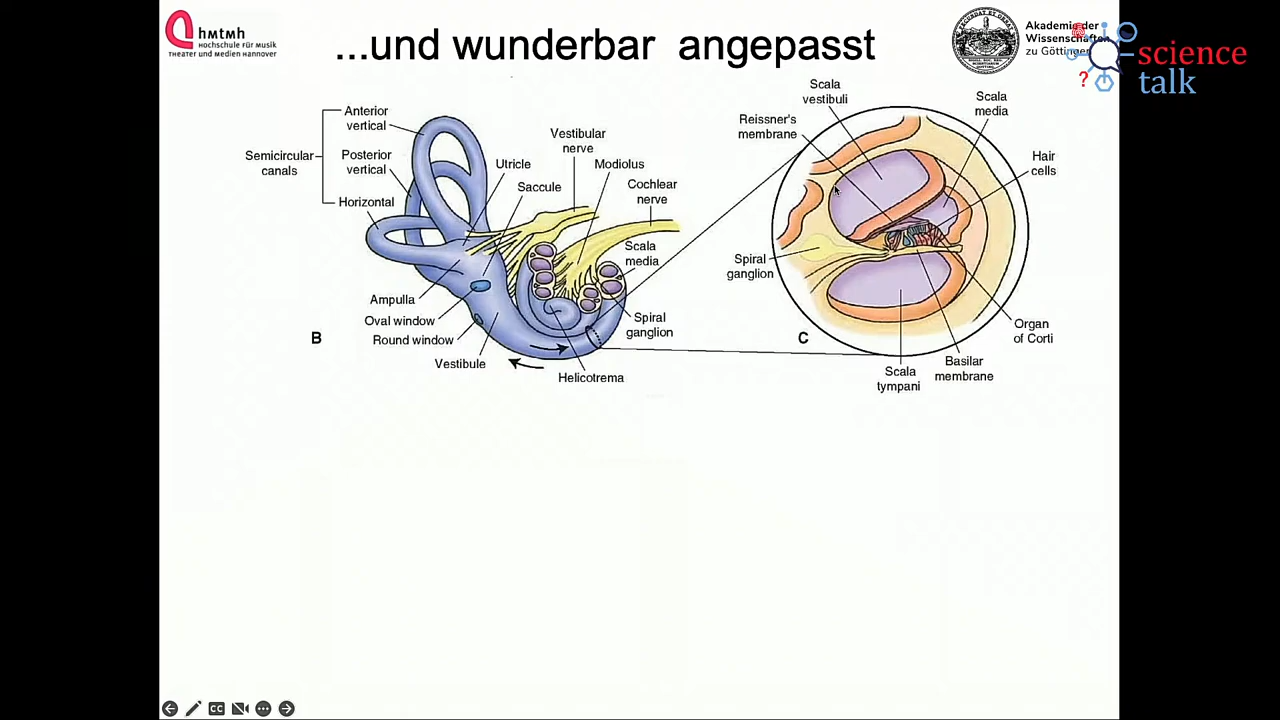 hmtmh
Hochschule für Musik
Theater und Medien Hannover
...und wunderbar angepasst
Akademie der
Wissenschaften
zu Göttingen
science
talk
?
Anterior
vertical
Semicircular
canals
Posterior
vertical
Horizontal
Utricle
Saccule
Vestibular
nerve
Modiolus
Cochlear
nerve
Scala
media
Ampulla
Oval window
Round window
Vestibule
Helicotrema
Spiral
ganglion
B
Scala
vestibuli
Reissner's
membrane
Scala
media
Hair
cells
Spiral
ganglion
C
Organ
of Corti
Basilar
membrane
Scala
tympani
CC